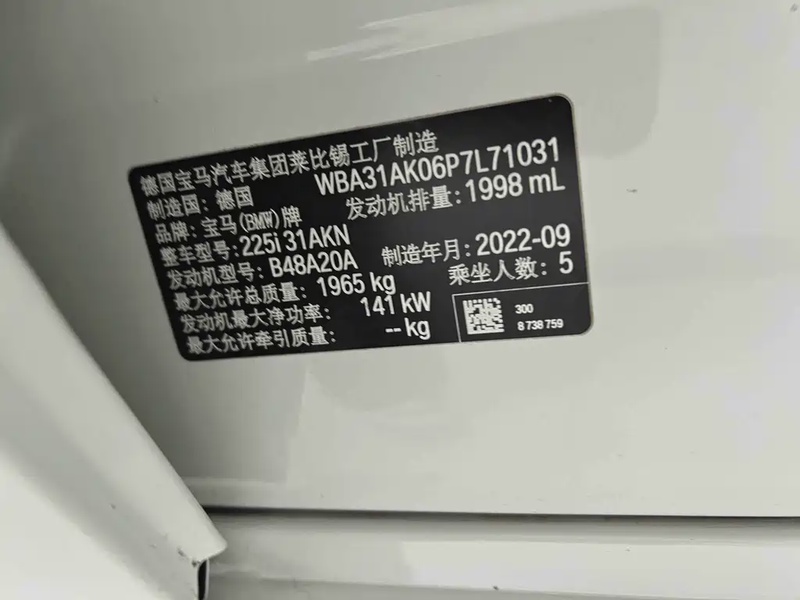 德国宝马汽车集团莱比锡工厂制造
制造国: 德国 WBA31AK06P7L71031
品牌: 宝马(BMW)牌 发动机排量: 1998 mL
整车型号: 225i 31AKN
发动机型号: B48A20A 制造年月: 2022-09
最大允许总质量: 1965 kg 乘坐人数: 5
发动机最大净功率: 141 kW
最大允许牵引质量: -- kg
300
8 738 759